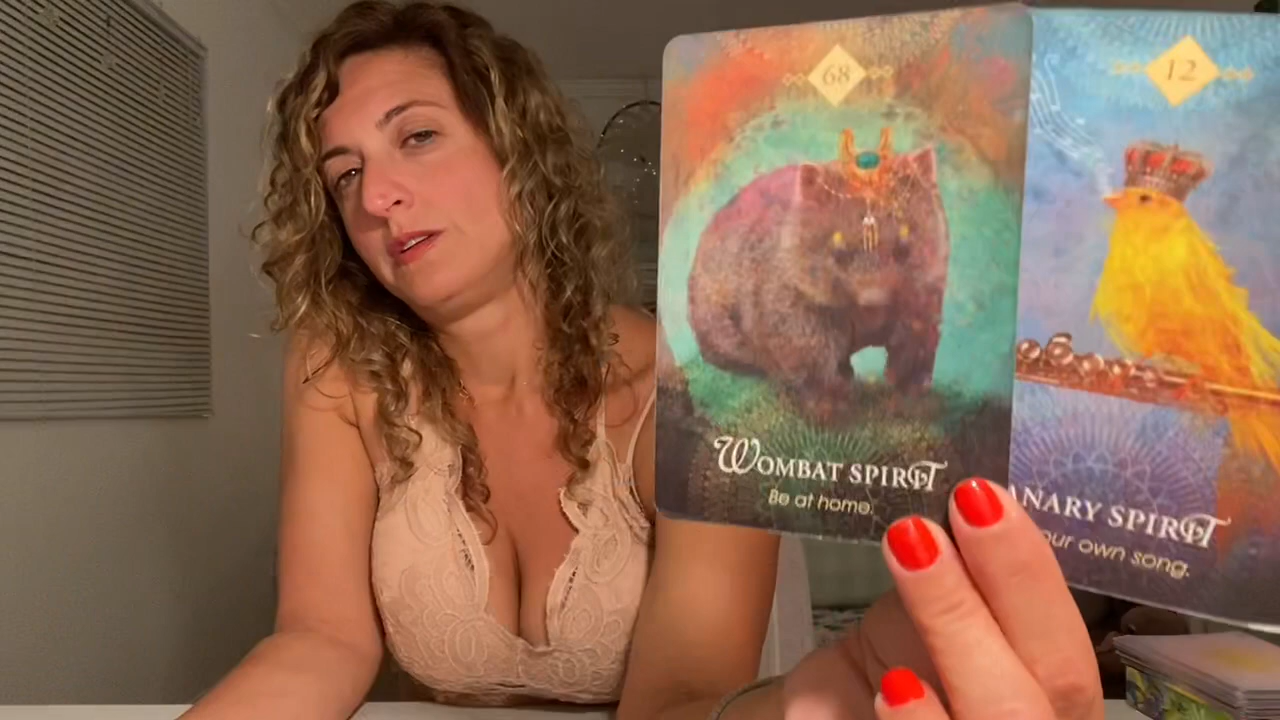 68
WOMBAT SPIRIT
Be at home.
12
ANARY SPIRIT
our own song.